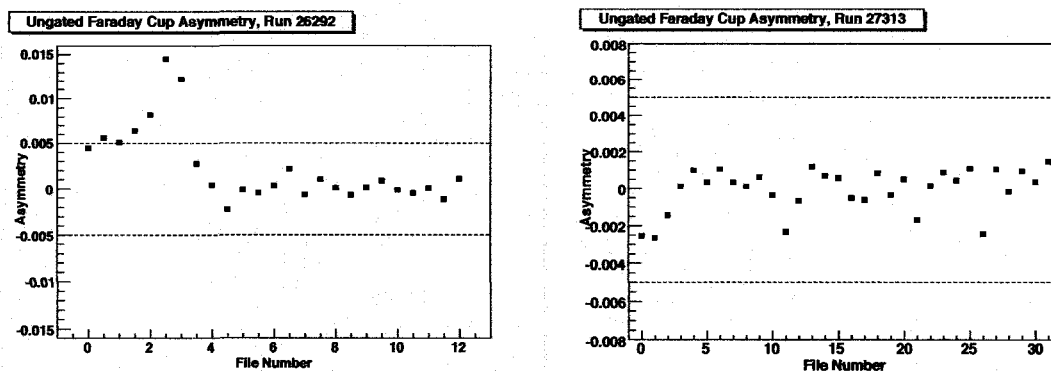 Ungated Faraday Cup Asymmetry, Run 26292
0.015
0.01
0.005
0
-0.005
-0.01
-0.015
Asymmetry
0 2 4 6 8 10 12
File Number
Ungated Faraday Cup Asymmetry, Run 27313
0.008
0.006
0.004
0.002
0
-0.002
-0.004
-0.006
-0.008
Asymmetry
0 5 10 15 20 25 30
File Number